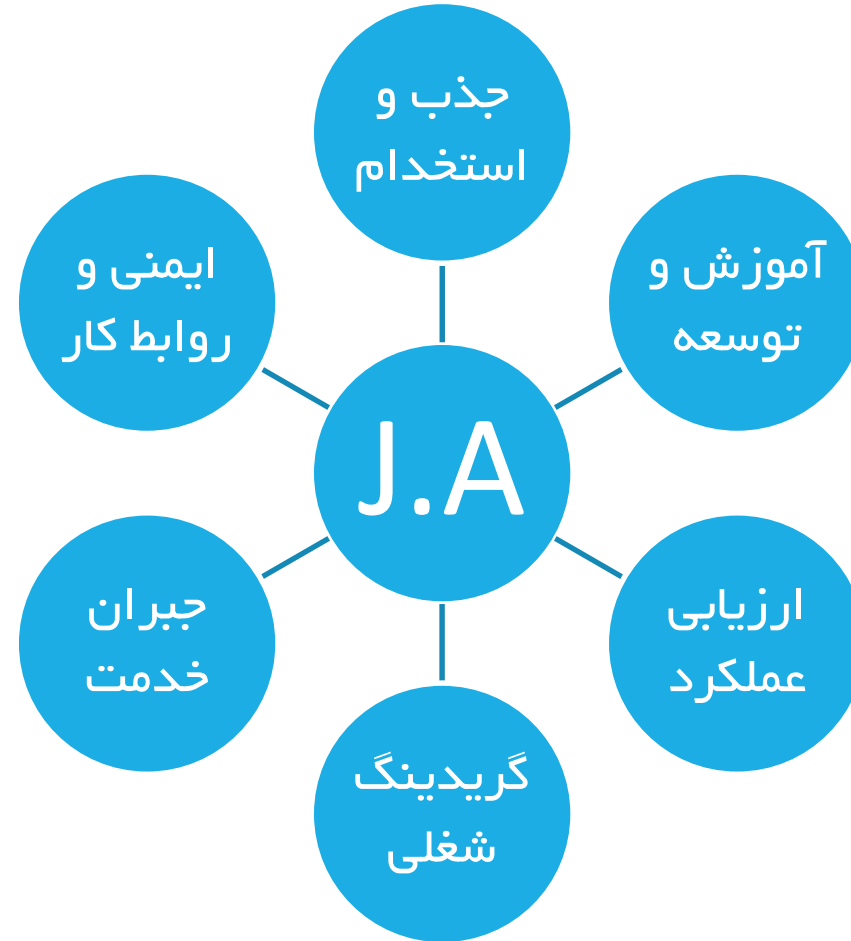 جذب و
استخدام
آموزش و
توسعه
ارزیابی
عملکرد
گریدینگ
شغلی
جبران
خدمت
ایمنی و
روابط کار
J.A